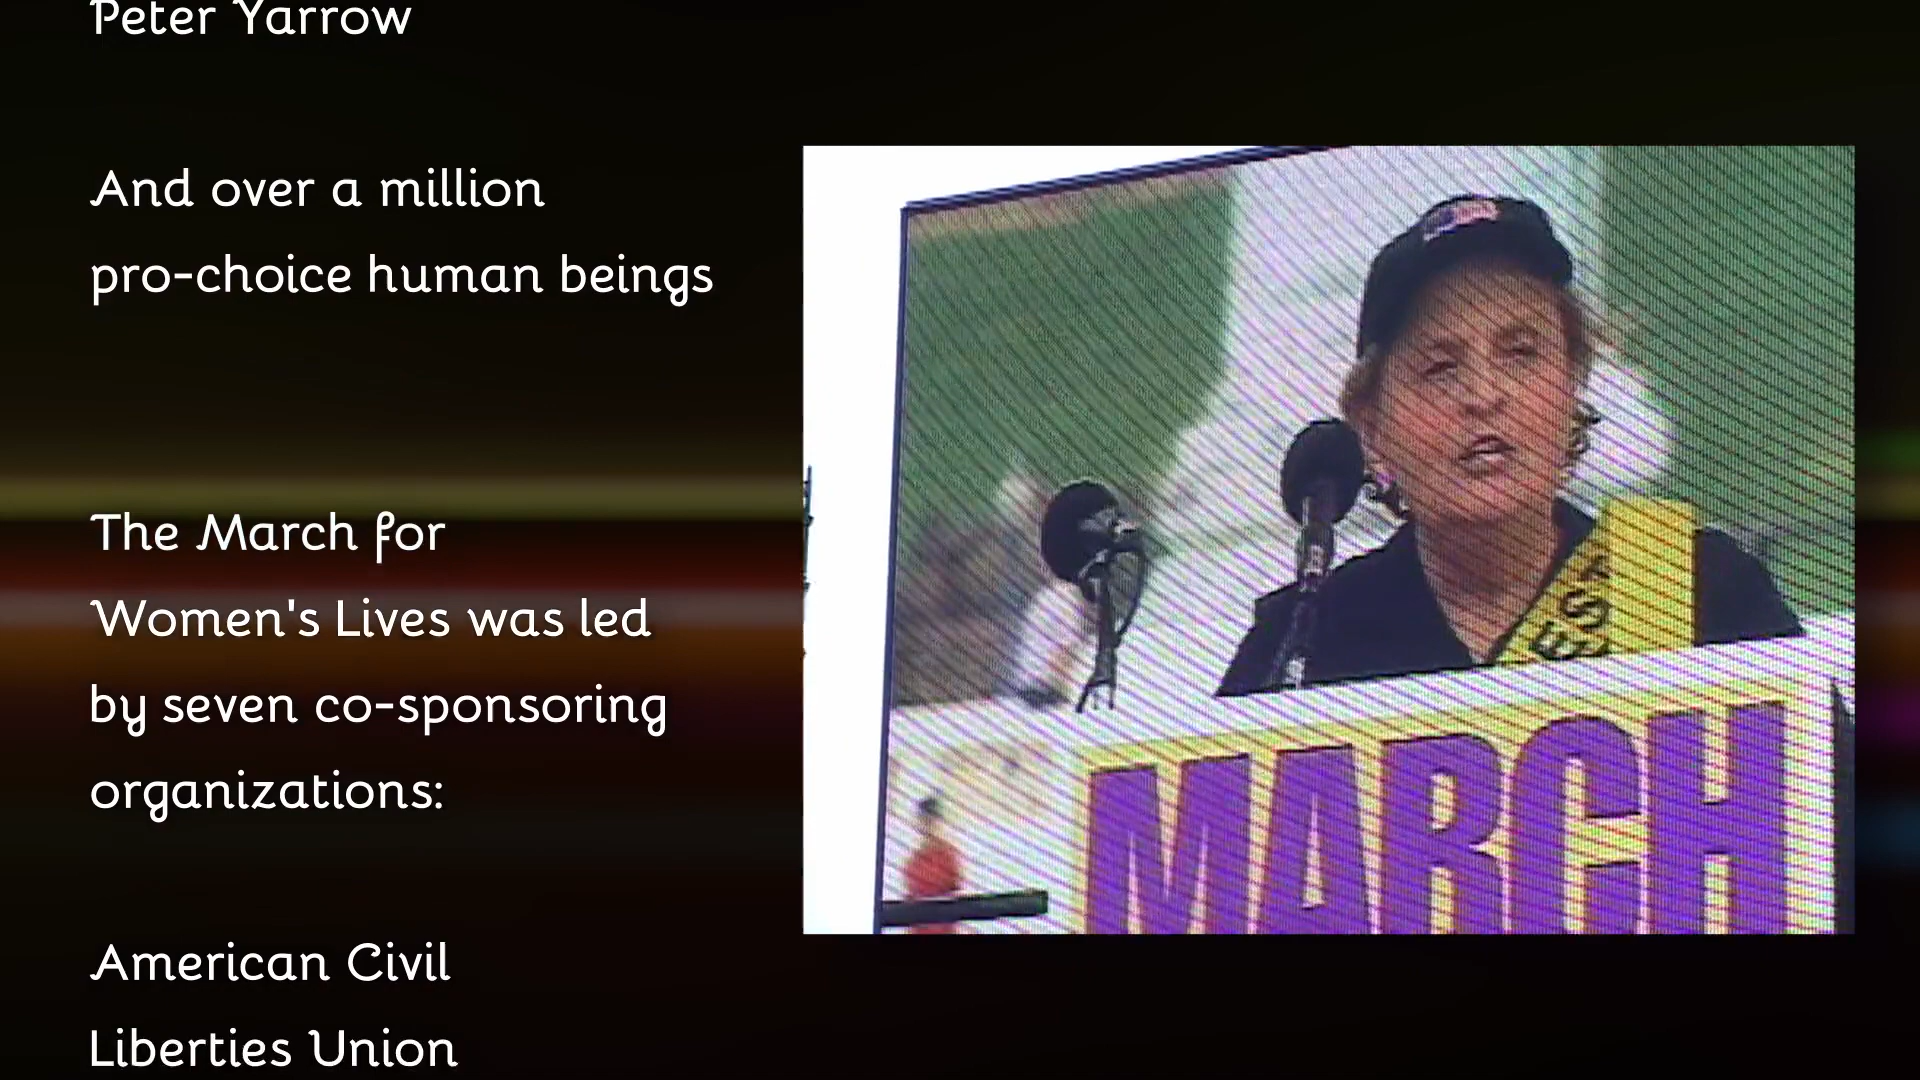 Peter Yarrow
And over a million
pro-choice human beings
The March for
Women's Lives was led
by seven co-sponsoring
organizations:
American Civil
Liberties Union
MARCH